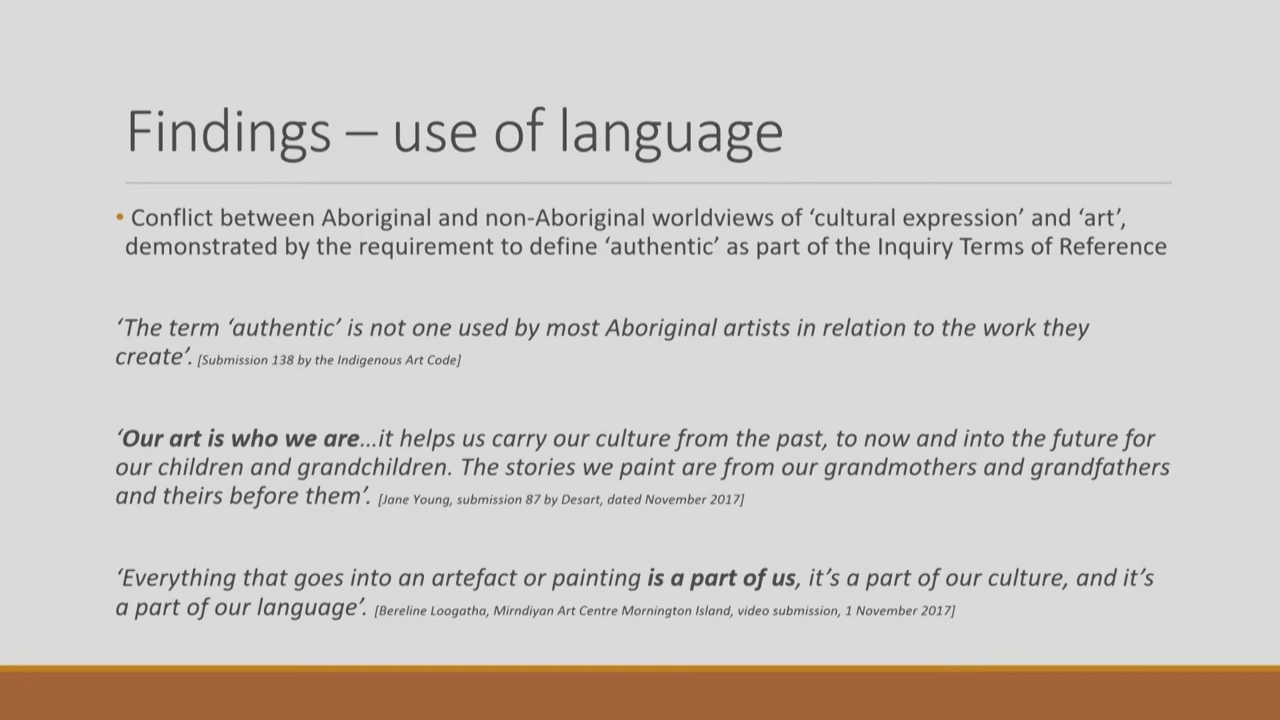 Findings – use of language
• Conflict between Aboriginal and non-Aboriginal worldviews of ‘cultural expression’ and ‘art’,
demonstrated by the requirement to define ‘authentic’ as part of the Inquiry Terms of Reference
‘The term ‘authentic’ is not one used by most Aboriginal artists in relation to the work they
create’. [Submission 138 by the Indigenous Art Code]
‘Our art is who we are…it helps us carry our culture from the past, to now and into the future for
our children and grandchildren. The stories we paint are from our grandmothers and grandfathers
and theirs before them’. [Jane Young, submission 87 by Desart, dated November 2017]
‘Everything that goes into an artefact or painting is a part of us, it’s a part of our culture, and it’s
a part of our language’. [Bereline Loogatha, Mirndiyan Art Centre Mornington Island, video submission, 1 November 2017]